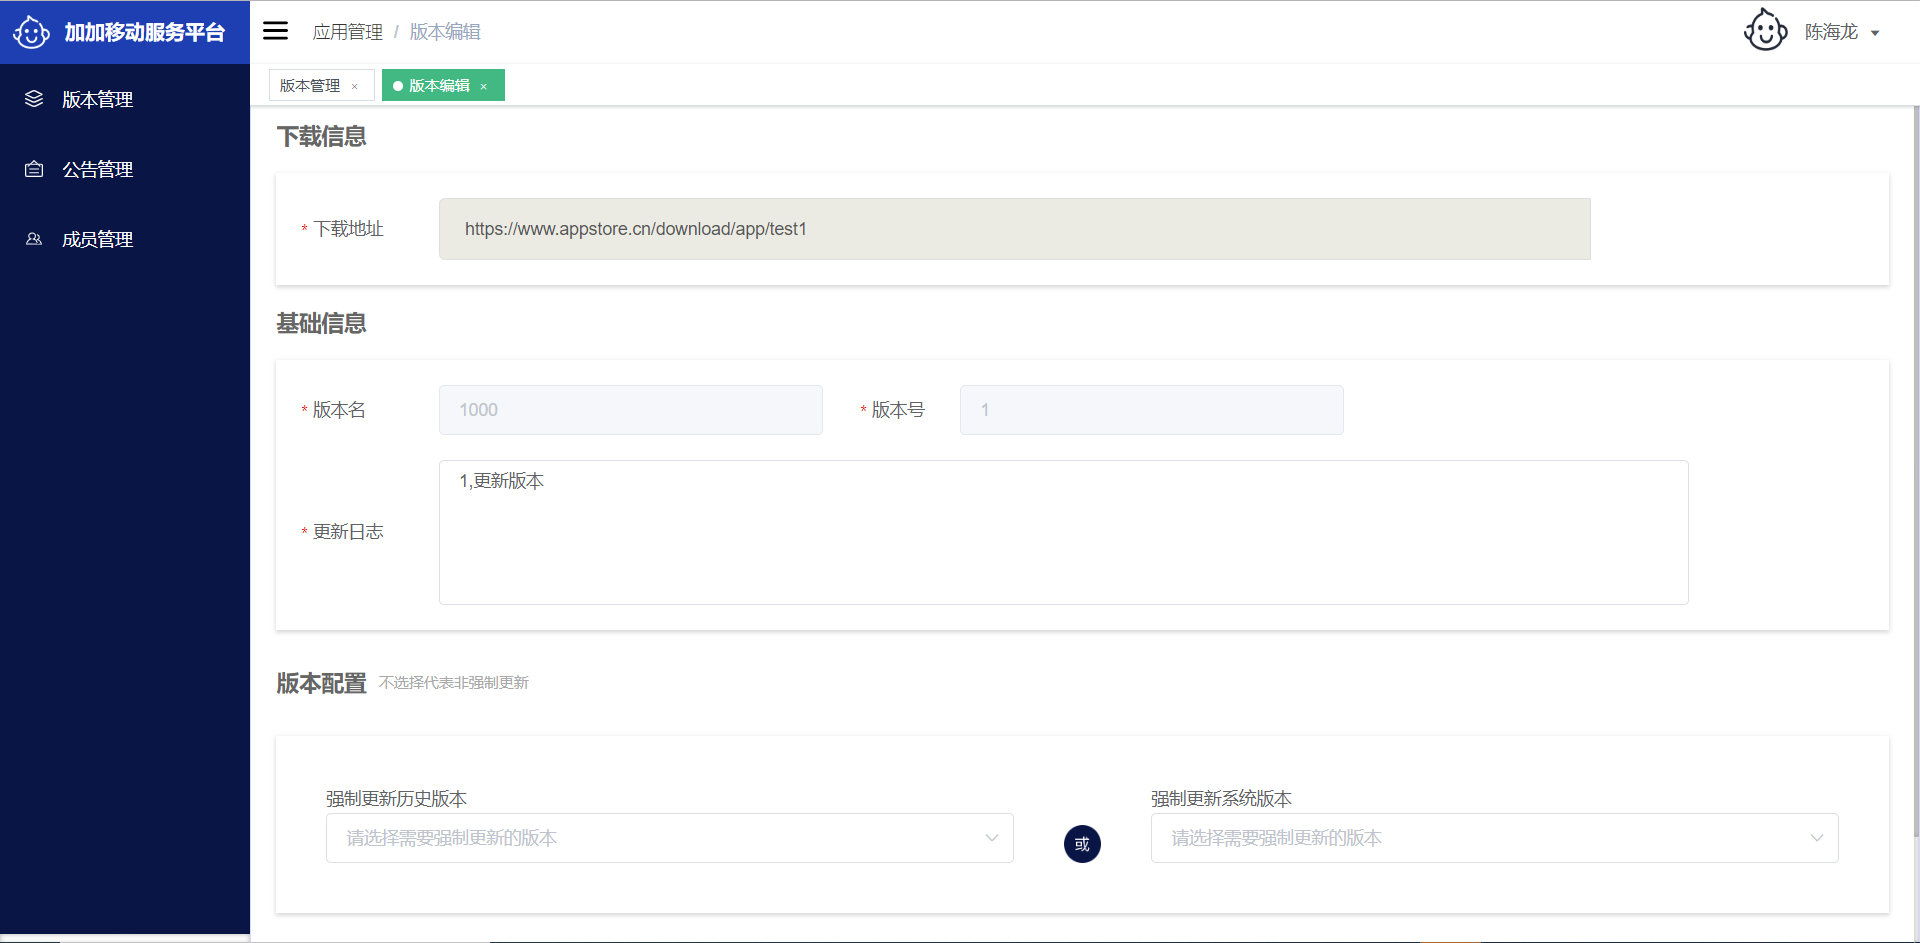 加加移动服务平台
应用管理 / 版本编辑
陈海龙
版本管理
公告管理
成员管理
版本管理 ×
版本编辑 ×
下载信息
* 下载地址
https://www.appstore.cn/download/app/test1
基础信息
* 版本名
1000
* 版本号
1
* 更新日志
1,更新版本
版本配置 不选择代表非强制更新
强制更新历史版本
请选择需要强制更新的版本
或
强制更新系统版本
请选择需要强制更新的版本